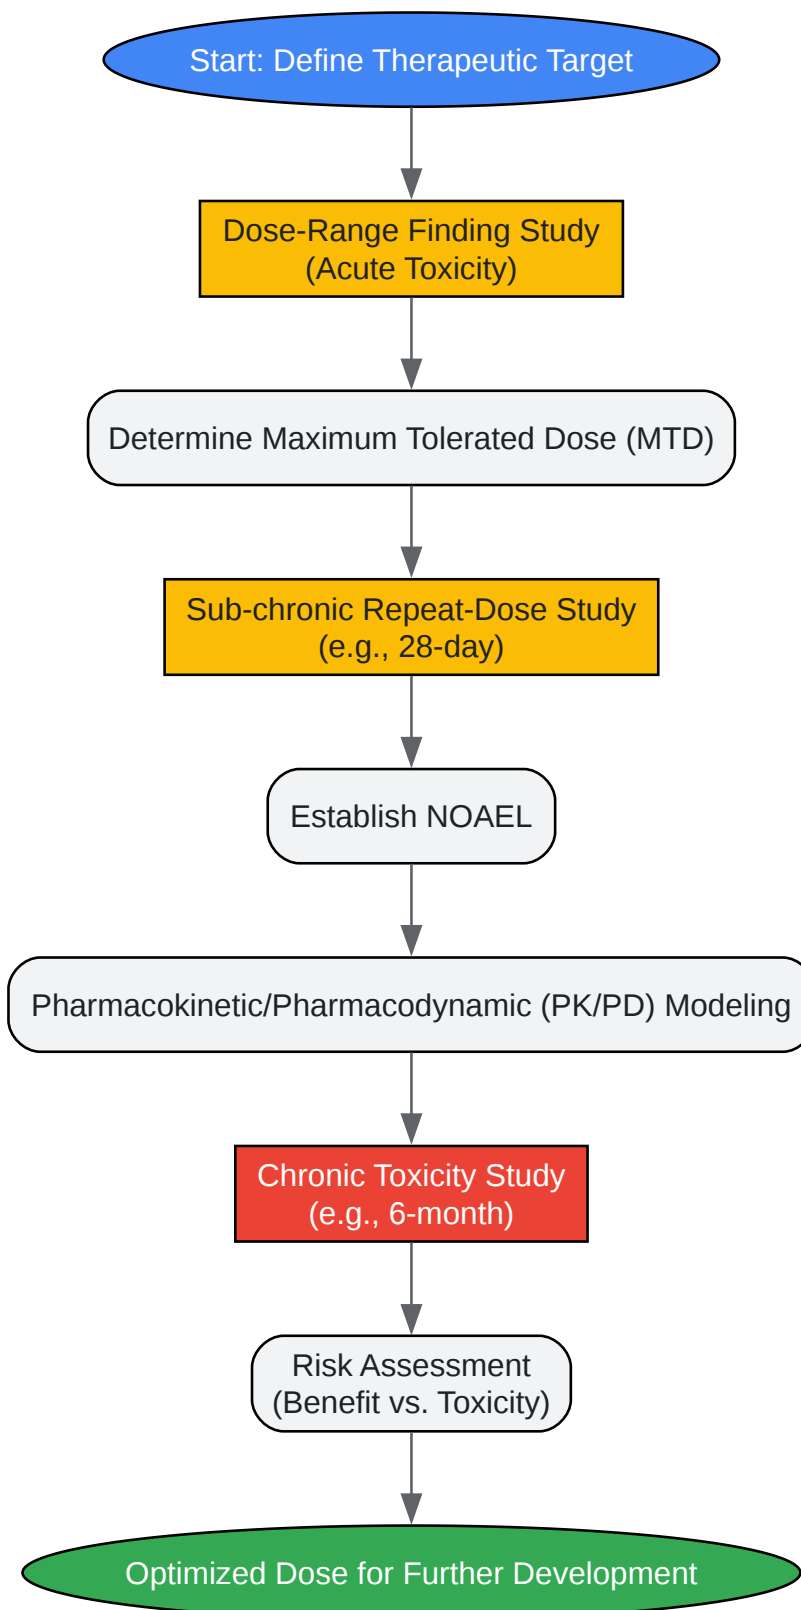 Start: Define Therapeutic Target
Dose-Range Finding Study
(Acute Toxicity)
Determine Maximum Tolerated Dose (MTD)
Sub-chronic Repeat-Dose Study
(e.g., 28-day)
Establish NOAEL
Pharmacokinetic/Pharmacodynamic (PK/PD) Modeling
Chronic Toxicity Study
(e.g., 6-month)
Risk Assessment
(Benefit vs. Toxicity)
Optimized Dose for Further Development